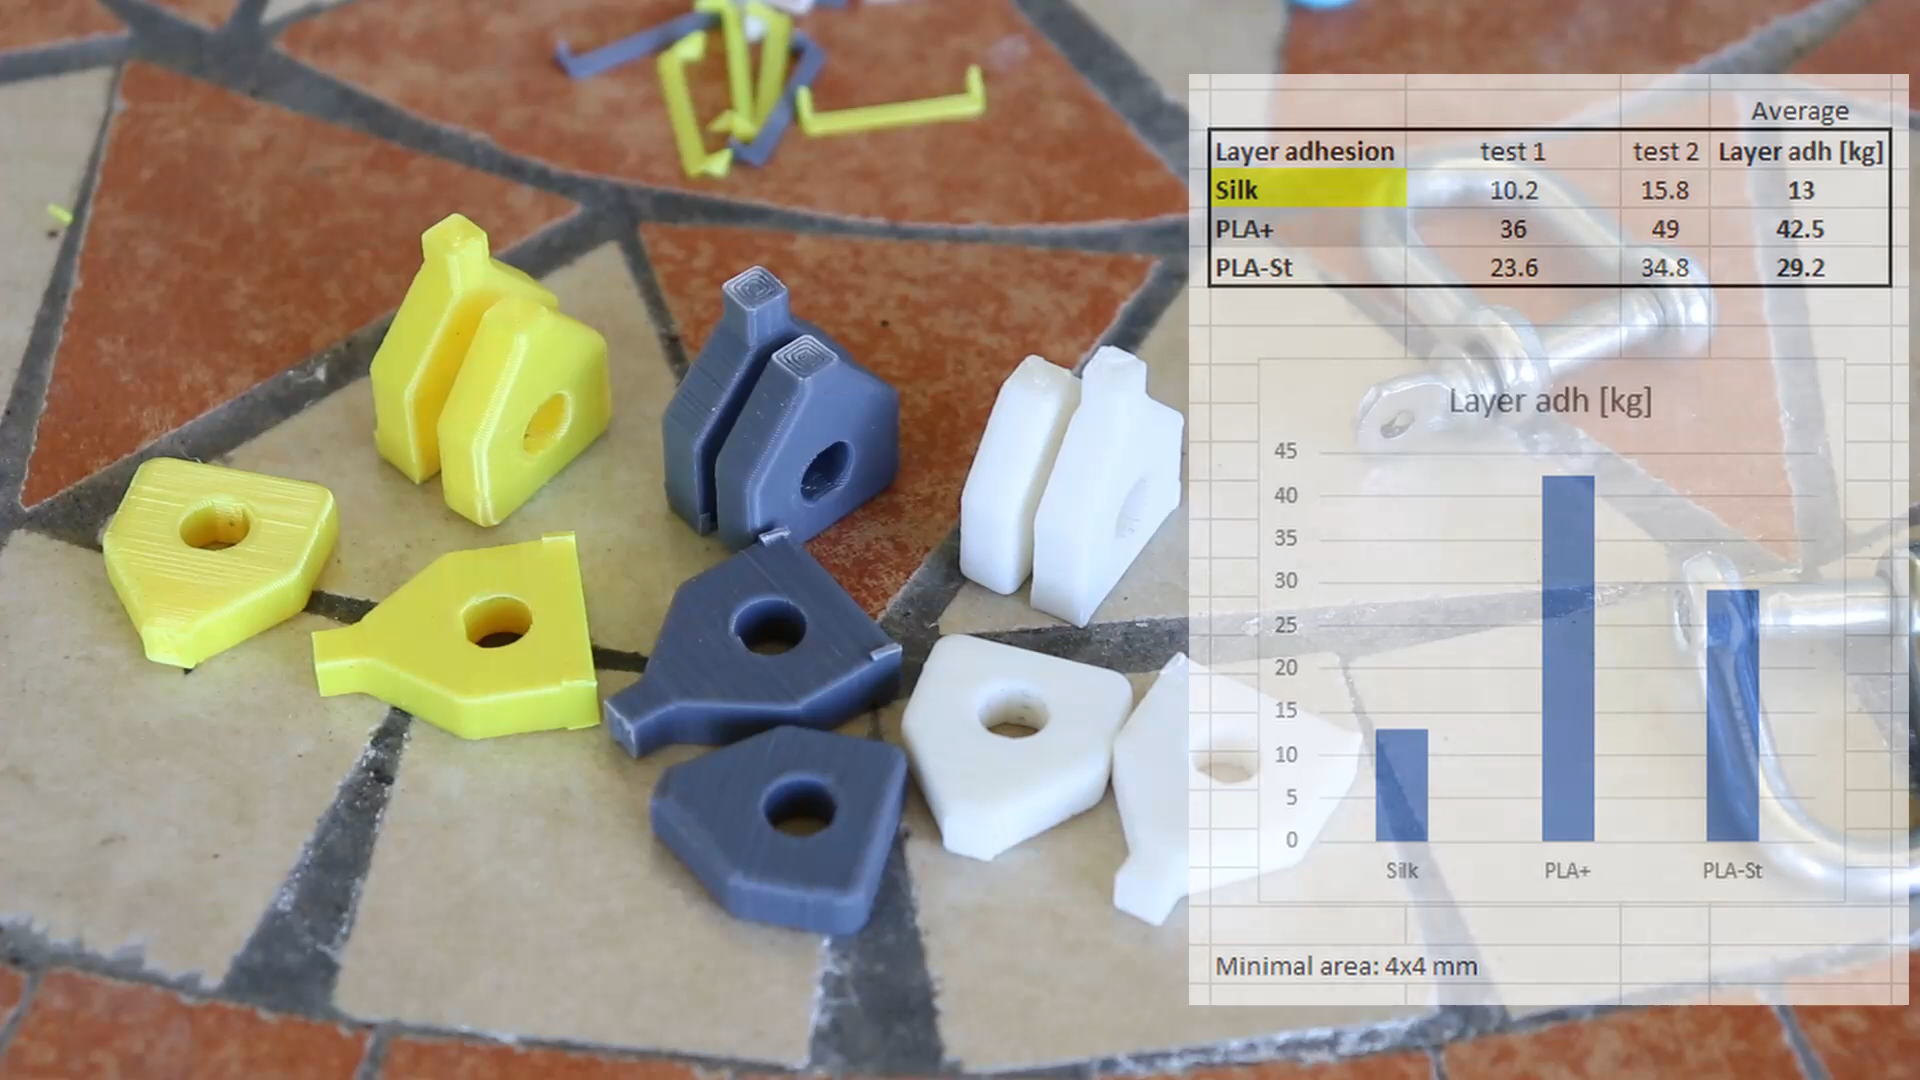 Average
Layer adhesion test 1 test 2 Layer adh [kg]
Silk 10.2 15.8 13
PLA+ 36 49 42.5
PLA-St 23.6 34.8 29.2
Layer adh [kg]
45
40
35
30
25
20
15
10
5
0
Silk PLA+ PLA-St
Minimal area: 4x4 mm